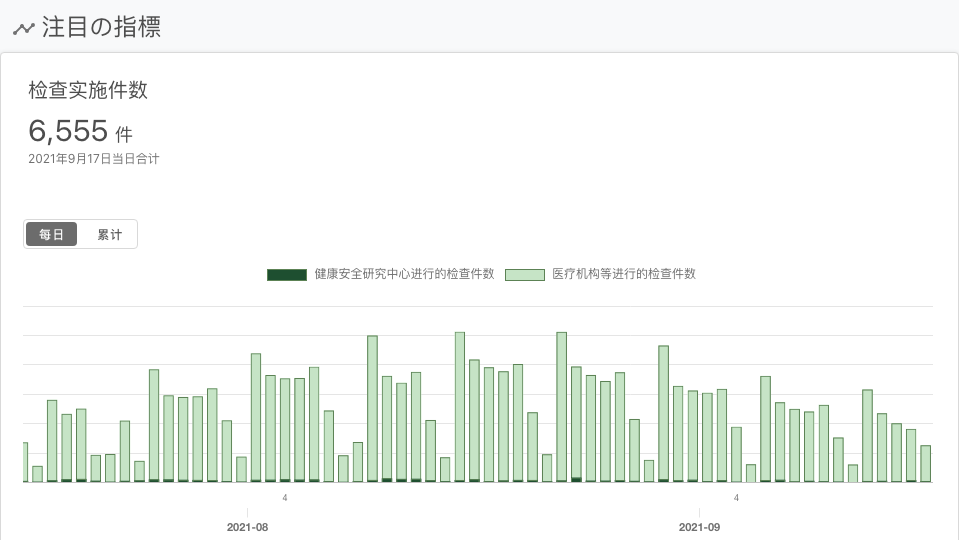 注目の指標
检查实施件数
6,555 件
2021年9月17日当日合计
每日 累计
健康安全研究中心进行的检查件数 医疗机构等进行的检查件数
4 4
2021-08 2021-09